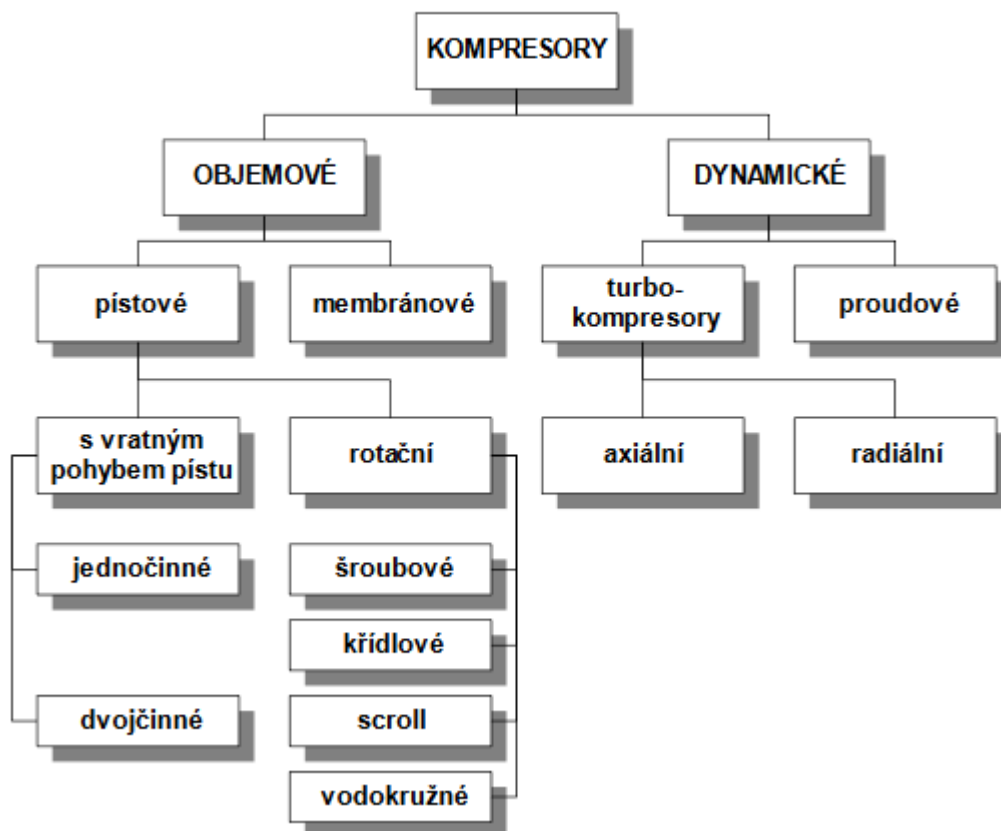 KOMPRESORY
OBJEMOVÉ
DYNAMICKÉ
pístové
membránové
turbo-
kompresory
proudové
s vratným
pohybem pístu
rotační
axiální
radiální
jednočinné
šroubové
křídlové
dvojčinné
scroll
vodokružné